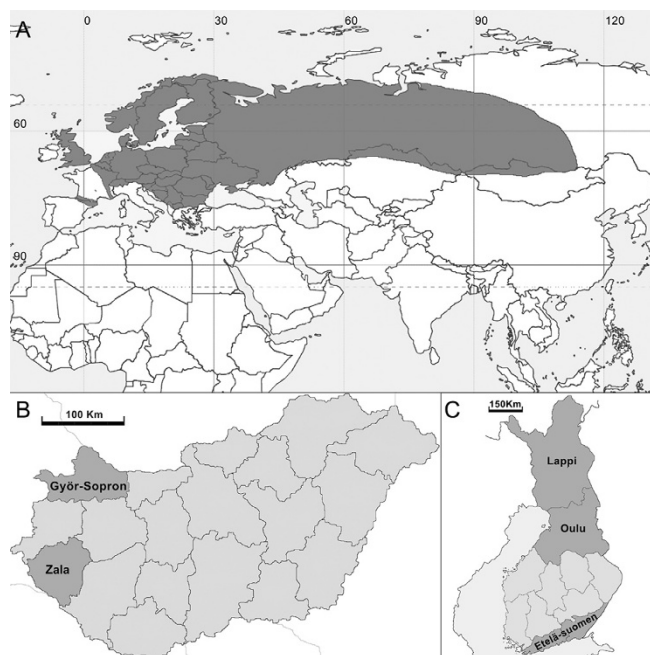 A
0
30
60
90
120
60
90
B
100 Km
Györ-Sopron
Zala
C
150Km
Lappi
Oulu
Etelä-suomen